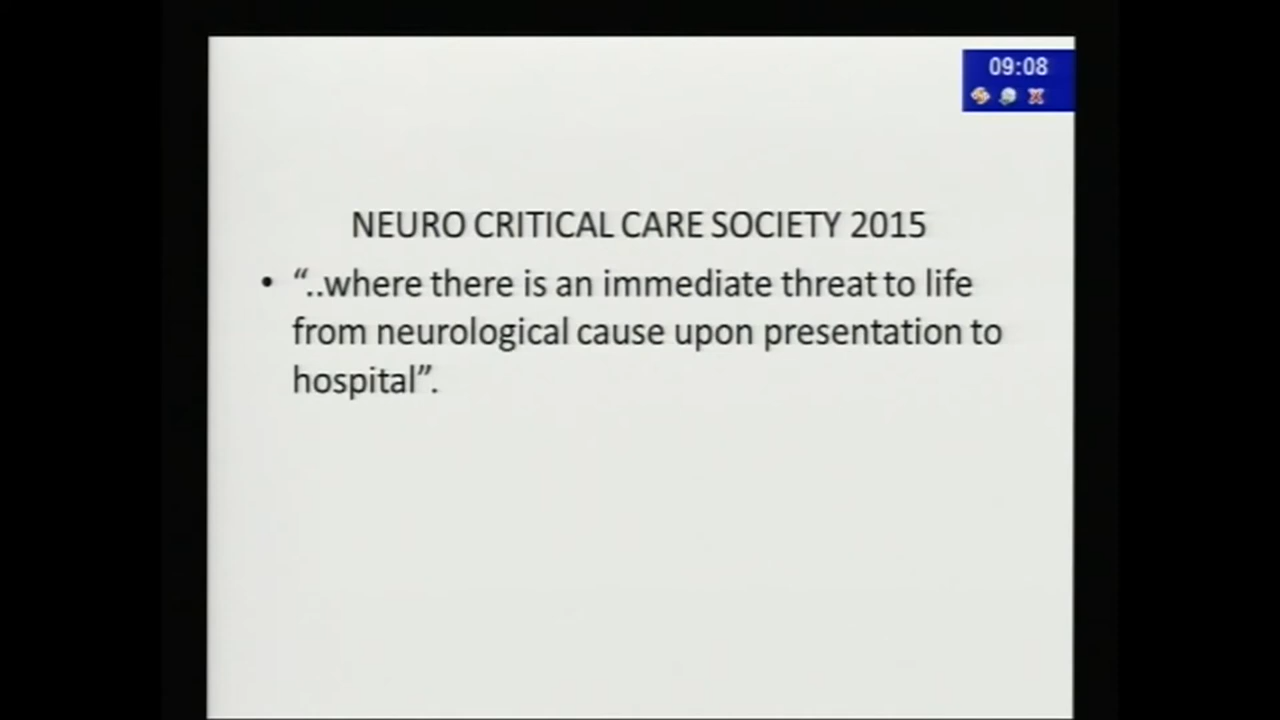 09:08
NEURO CRITICAL CARE SOCIETY 2015
• “..where there is an immediate threat to life
from neurological cause upon presentation to
hospital”.